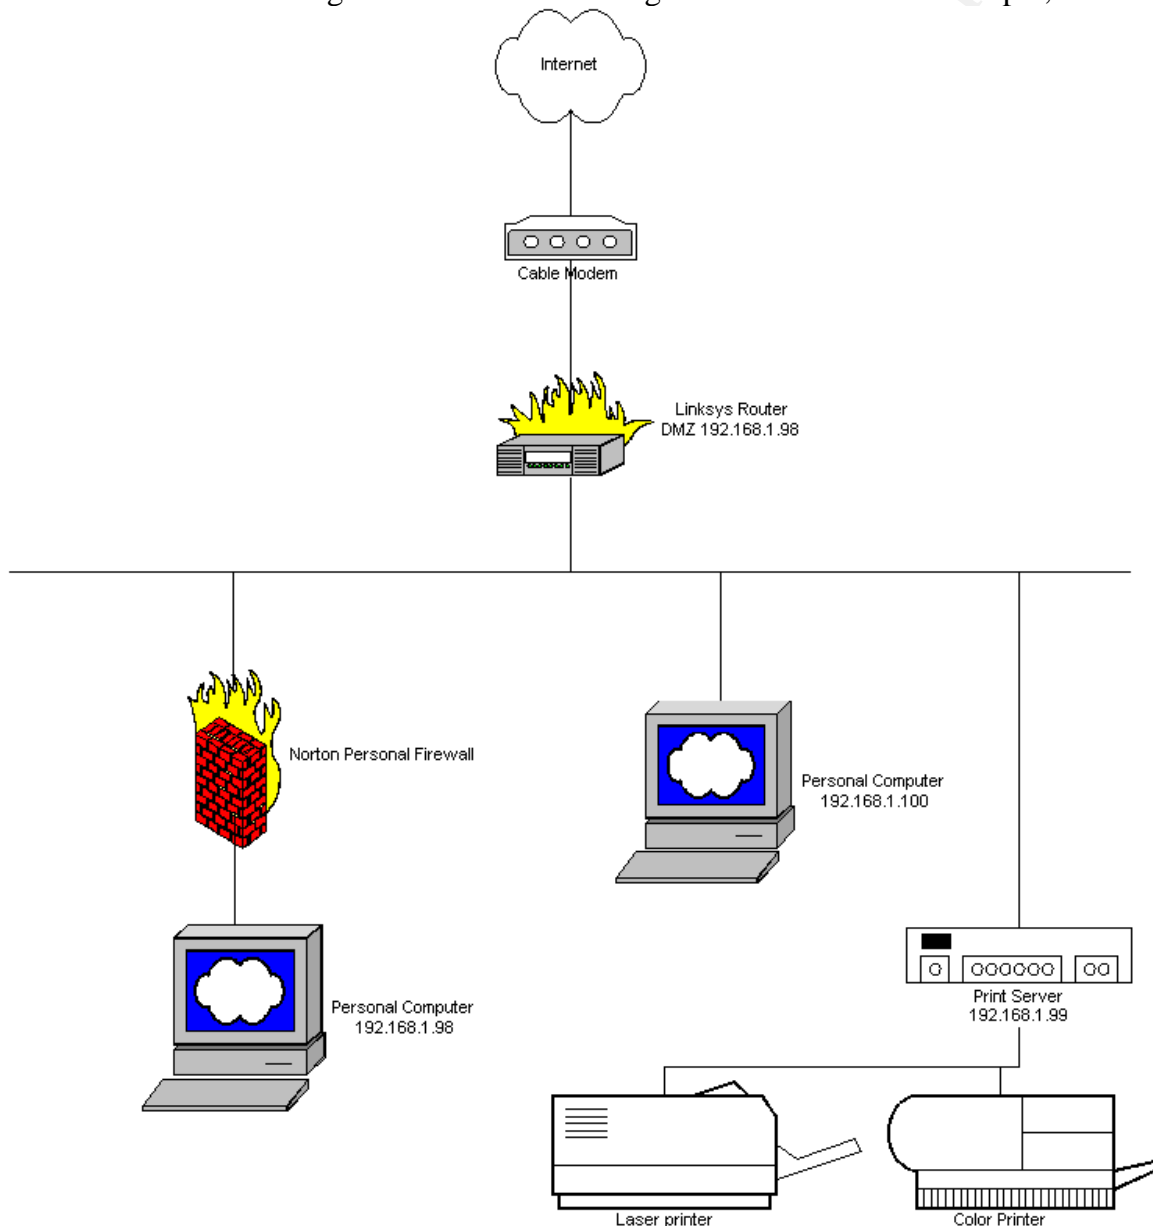 Internet
Cable Modem
Linksys Router
DMZ 192.168.1.98
Norton Personal Firewall
Personal Computer
192.168.1.100
Personal Computer
192.168.1.98
Print Server
192.168.1.99
Laser printer
Color Printer